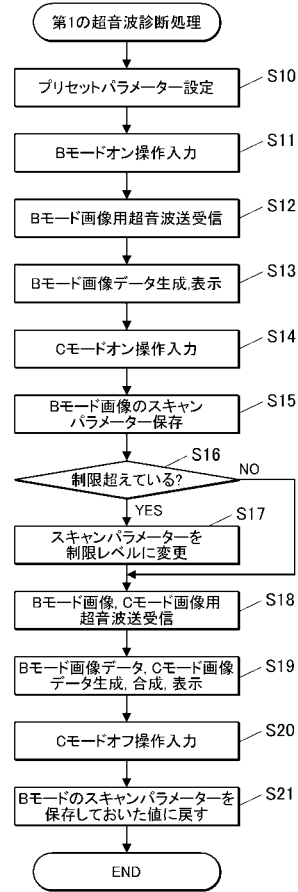 第1の超音波診断処理
プリセットパラメーター設定
S10
Bモードオン操作入力
S11
Bモード画像用超音波送受信
S12
Bモード画像データ生成,表示
S13
Cモードオン操作入力
S14
Bモード画像のスキャン
パラメーター保存
S15
制限超えている?
S16
NO
YES
スキャンパラメーターを
制限レベルに変更
S17
Bモード画像,Cモード画像用
超音波送受信
S18
Bモード画像データ,Cモード画像
データ生成,合成,表示
S19
Cモードオフ操作入力
S20
Bモードのスキャンパラメーターを
保存しておいた値に戻す
S21
END